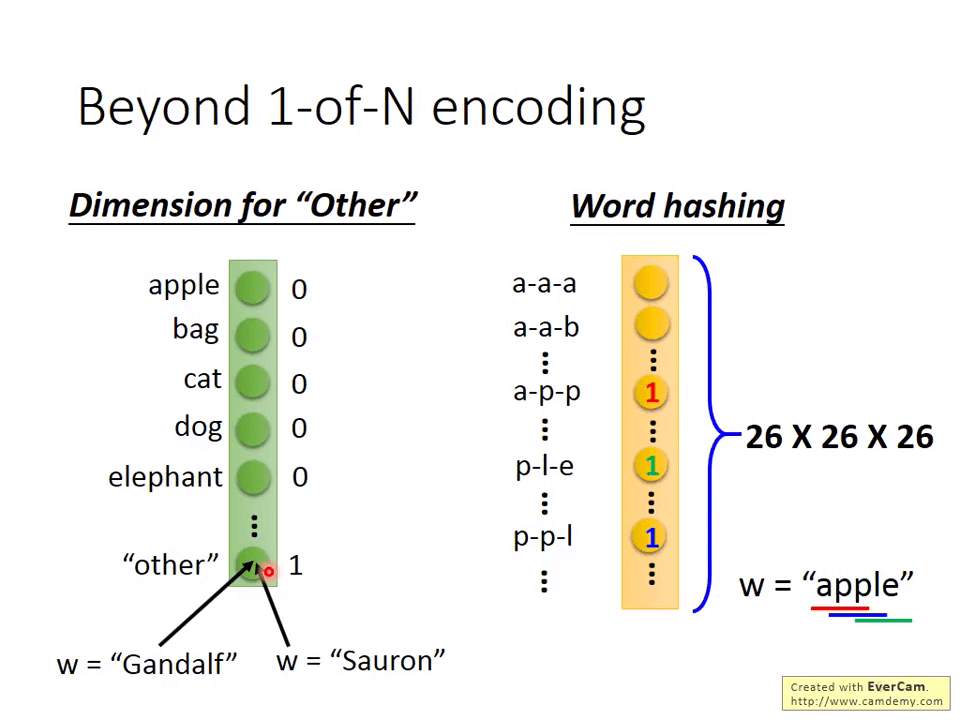 Beyond 1-of-N encoding
Dimension for “Other”
apple 0
bag 0
cat 0
dog 0
elephant 0
“other” 1
w = “Gandalf”
w = “Sauron”
Word hashing
a-a-a
a-a-b
a-p-p 1
p-l-e 1
p-p-l 1
26 X 26 X 26
w = “apple”
Created with EverCam.
http://www.camdemy.com